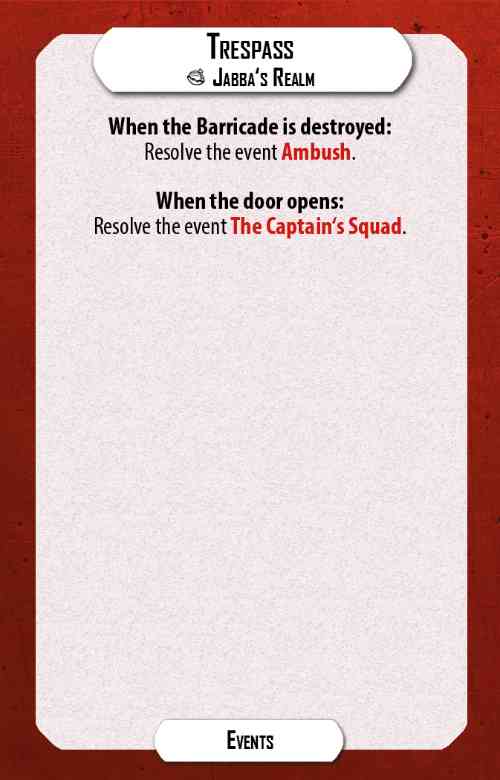 Trespass
Jabba‘s Realm
When the Barricade is destroyed:
Resolve the event Ambush.
When the door opens:
Resolve the event The Captain‘s Squad.
Events